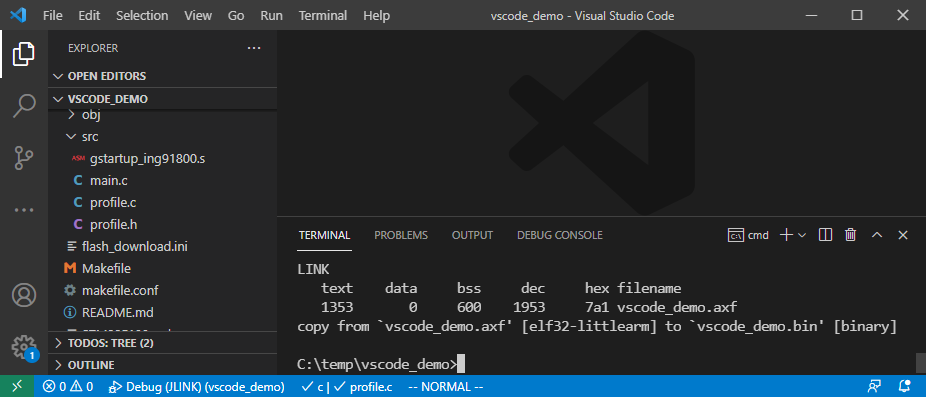 File Edit Selection View Go Run Terminal Help vscode_demo - Visual Studio Code
EXPLORER
OPEN EDITORS
VSCODE_DEMO
obj
src
ASM gstartup_ing91800.s
C main.c
C profile.c
C profile.h
flash_download.ini
M Makefile
makefile.conf
README.md
TODOS: TREE (2)
OUTLINE
1
TERMINAL PROBLEMS OUTPUT DEBUG CONSOLE cmd
LINK
text data bss dec hex filename
1353 0 600 1953 7a1 vscode_demo.axf
copy from `vscode_demo.axf' [elf32-littlearm] to `vscode_demo.bin' [binary]
C:\temp\vscode_demo>
0 0 Debug (JLINK) (vscode_demo) c | profile.c -- NORMAL --